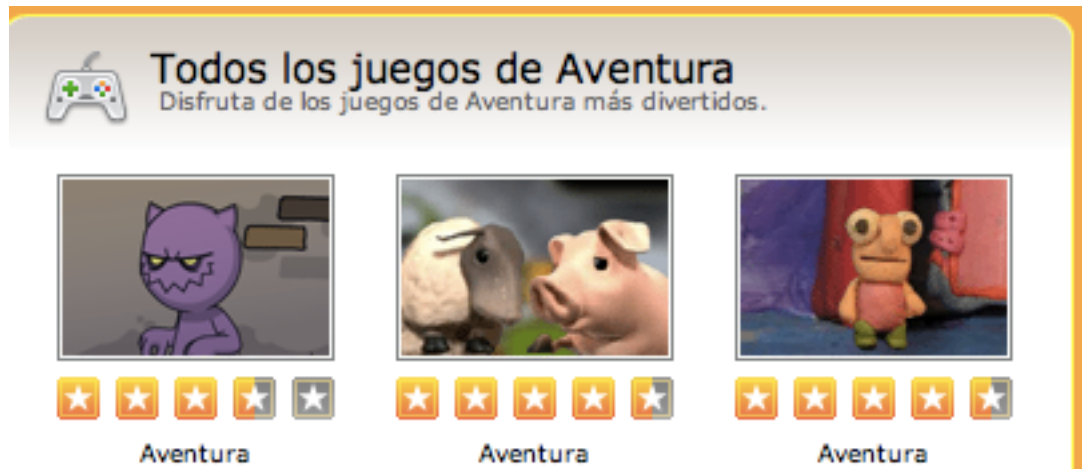 Todos los juegos de Aventura
Disfruta de los juegos de Aventura más divertidos.
Aventura
Aventura
Aventura